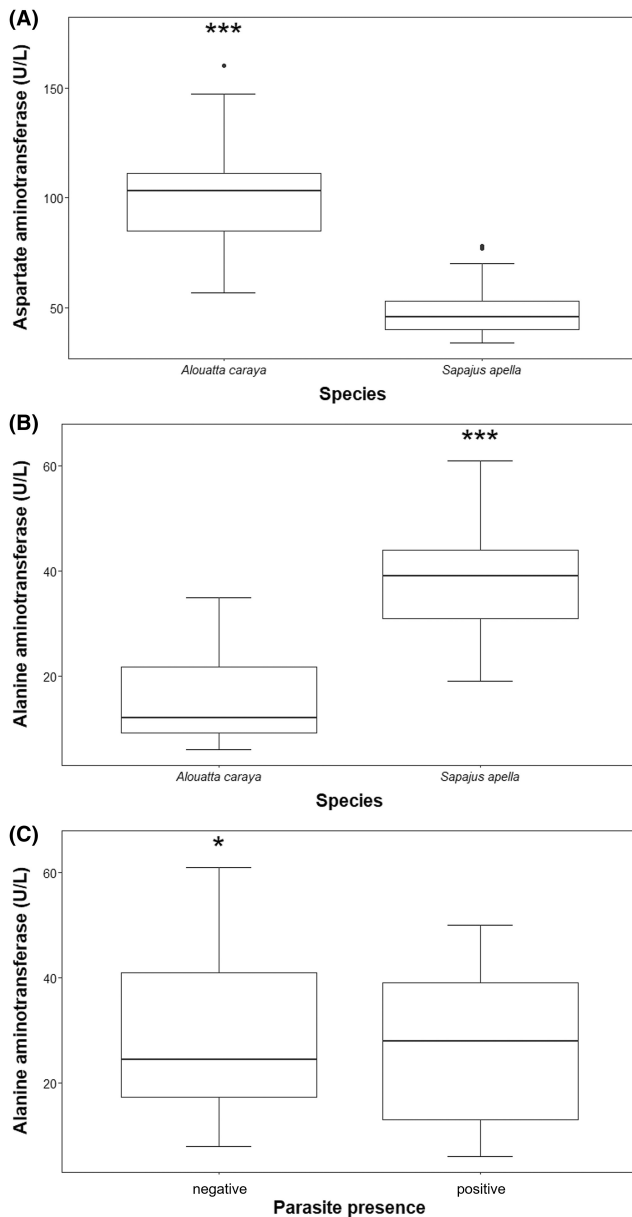 (A)
***
Aspartate aminotransferase (U/L)
150
100
50
Alouatta caraya
Sapajus apella
Species
(B)
***
Alanine aminotransferase (U/L)
60
40
20
Alouatta caraya
Sapajus apella
Species
(C)
*
Alanine aminotransferase (U/L)
60
40
20
negative
positive
Parasite presence